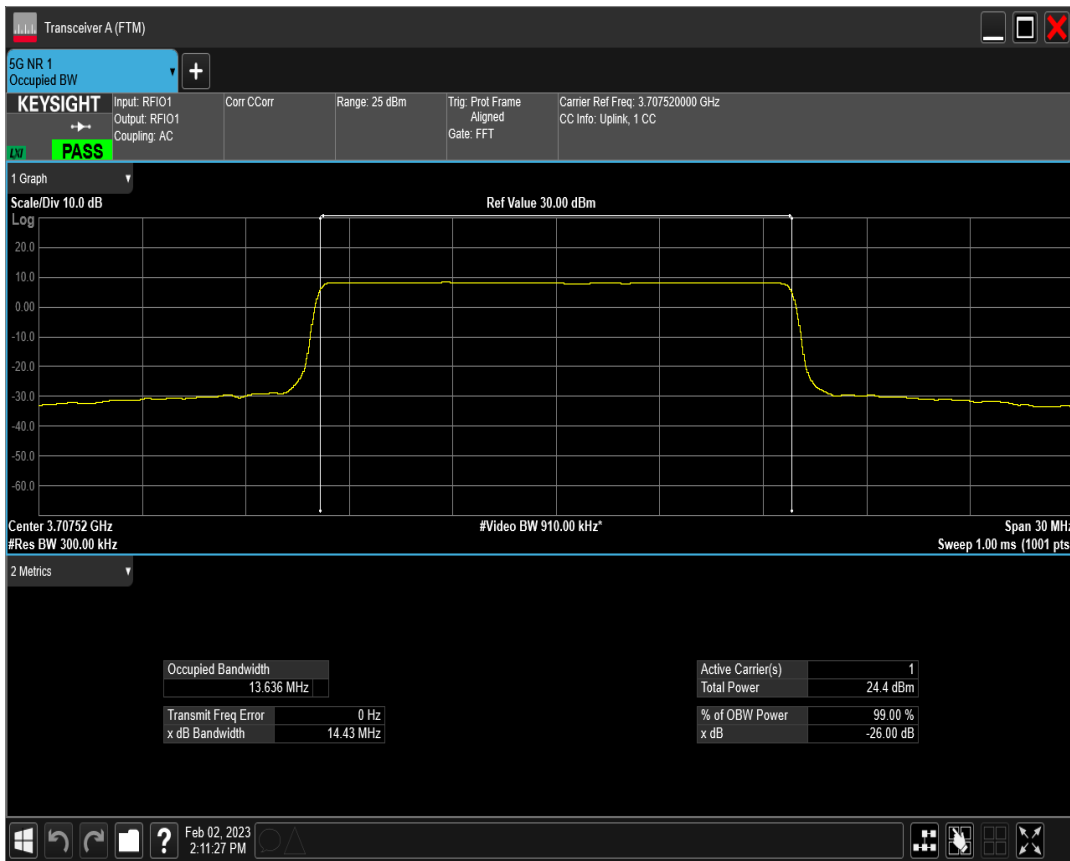 Transceiver A (FTM)
5G NR 1
Occupied BW
+
KEYSIGHT
LXI
PASS
Input: RFIO1
Output: RFIO1
Coupling: AC
Corr CCorr
Range: 25 dBm
Trig: Prot Frame
Aligned
Gate: FFT
Carrier Ref Freq: 3.707520000 GHz
CC Info: Uplink, 1 CC
1 Graph
Scale/Div 10.0 dB
Ref Value 30.00 dBm
Log
20.0
10.0
0.00
-10.0
-20.0
-30.0
-40.0
-50.0
-60.0
Center 3.70752 GHz
#Video BW 910.00 kHz*
Span 30 MHz
#Res BW 300.00 kHz
Sweep 1.00 ms (1001 pts
2 Metrics
Occupied Bandwidth
13.636 MHz
Transmit Freq Error 0 Hz
x dB Bandwidth 14.43 MHz
Active Carrier(s) 1
Total Power 24.4 dBm
% of OBW Power 99.00 %
x dB -26.00 dB
?
Feb 02, 2023
2:11:27 PM